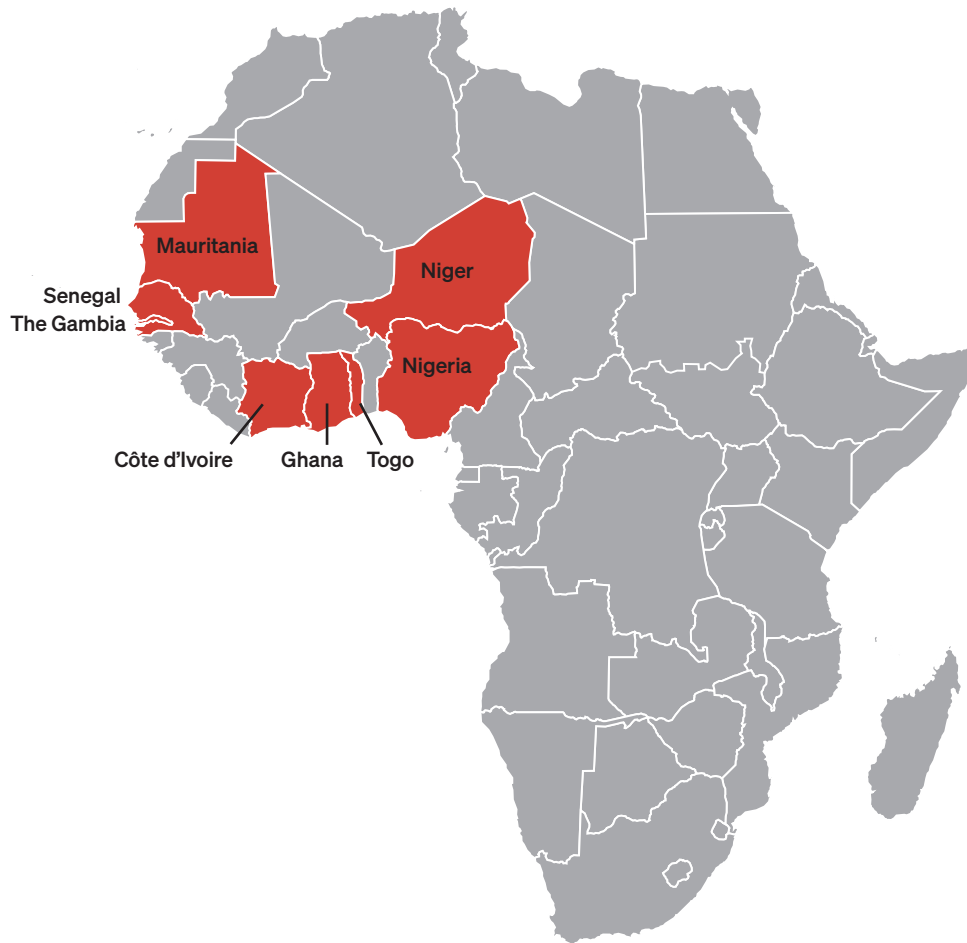 Mauritania
Niger
Senegal
The Gambia
Nigeria
Côte d’Ivoire
Ghana
Togo